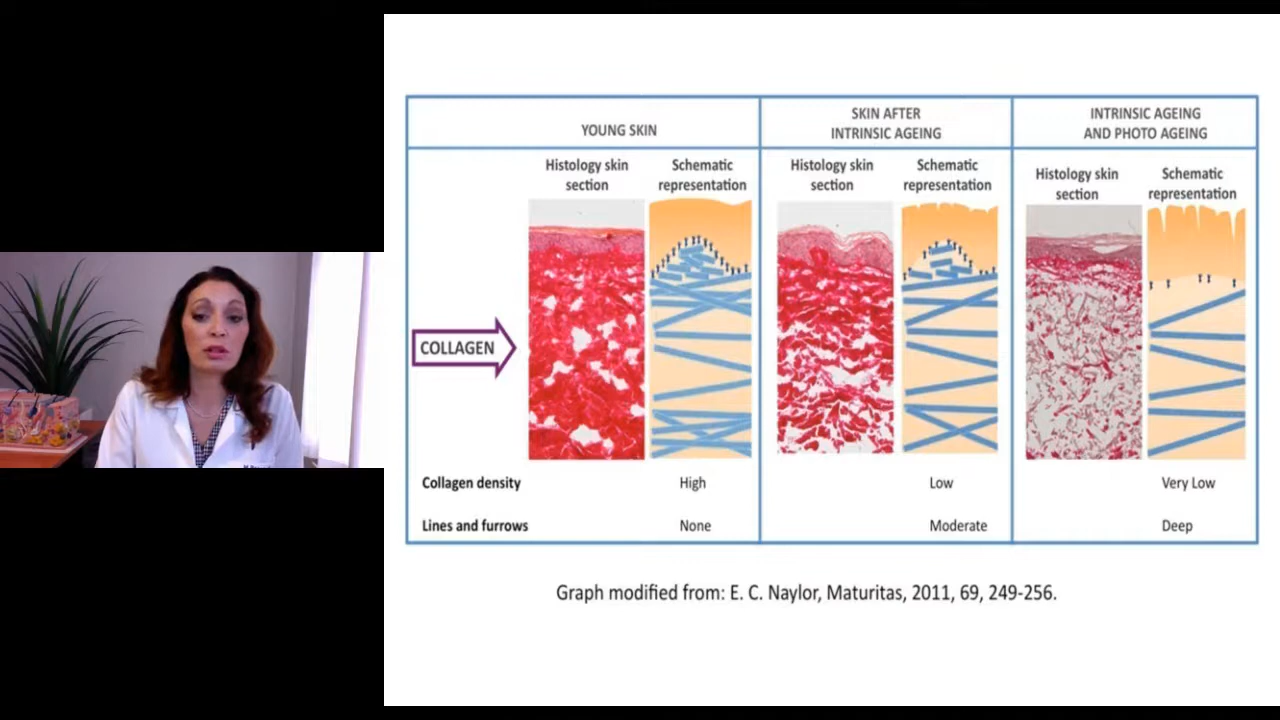 YOUNG SKIN
SKIN AFTER
INTRINSIC AGEING
INTRINSIC AGEING
AND PHOTO AGEING
Histology skin
section
Schematic
representation
Histology skin
section
Schematic
representation
Histology skin
section
Schematic
representation
COLLAGEN
Collagen density
High
Low
Very Low
Lines and furrows
None
Moderate
Deep
Graph modified from: E. C. Naylor, Maturitas, 2011, 69, 249-256.